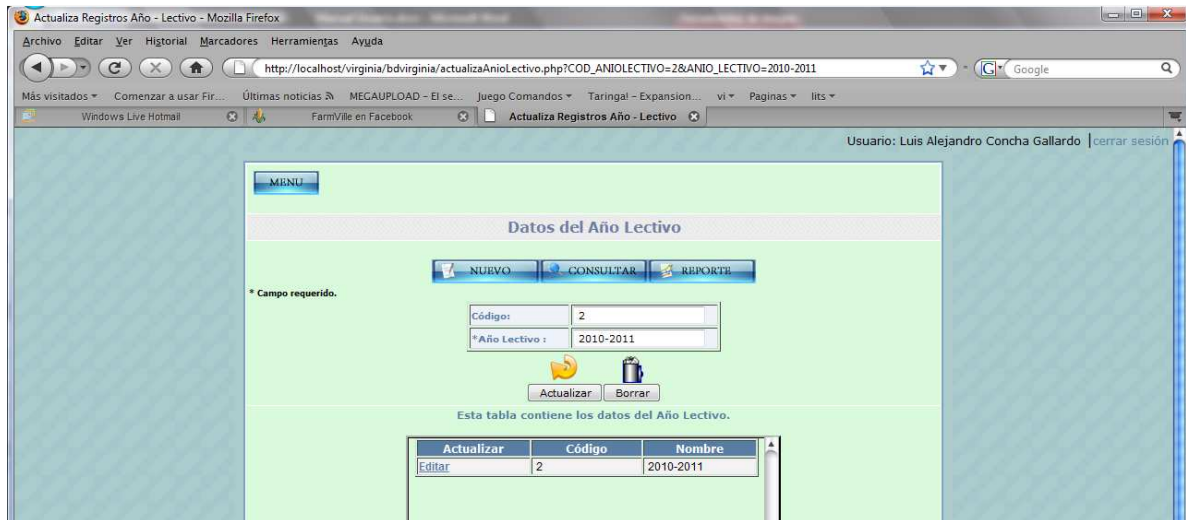 Actualiza Registros Año - Lectivo - Mozilla Firefox
Archivo Editar Ver Historial Marcadores Herramientas Ayuda
http://localhost/virginia/bdvirginia/actualizaAnioLectivo.php?COD_ANIOLECTIVO=2&ANIO_LECTIVO=2010-2011 Google
Más visitados Comenzar a usar Fir... Últimas noticias MEGAUPLOAD - El se... Juego Comandos Taringa! - Expansion... vi Paginas lits
Windows Live Hotmail FarmVille en Facebook Actualiza Registros Año - Lectivo
Usuario: Luis Alejandro Concha Gallardo | cerrar sesión
MENU
Datos del Año Lectivo
NUEVO CONSULTAR REPORTE
* Campo requerido.
Código: 2
*Año Lectivo : 2010-2011
Actualizar Borrar
Esta tabla contiene los datos del Año Lectivo.
Actualizar Código Nombre
Editar 2 2010-2011